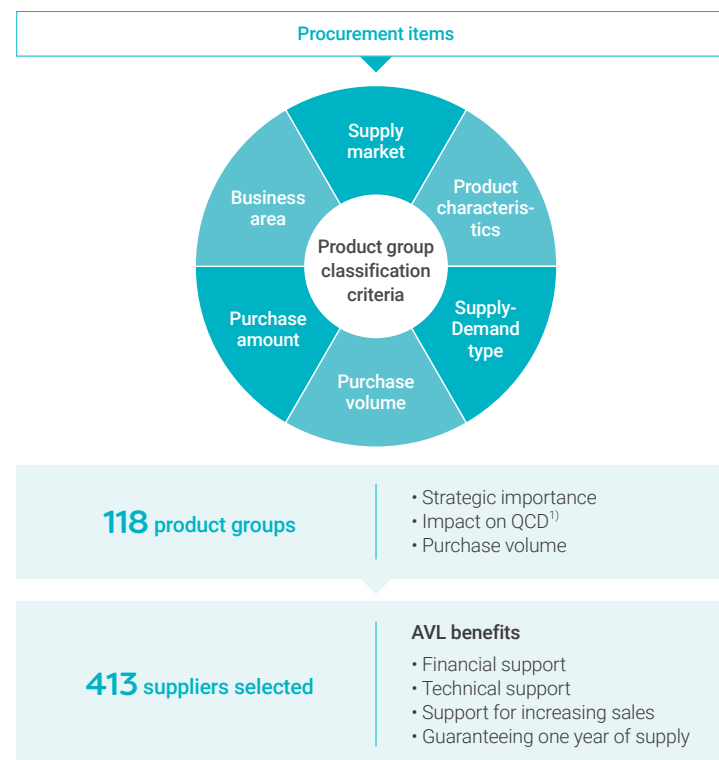 Procurement items
Supply
market
Product
characteris-
tics
Supply-
Demand
type
Purchase
volume
Purchase
amount
Business
area
Product group
classification
criteria
118 product groups
• Strategic importance
• Impact on QCD1)
• Purchase volume
413 suppliers selected
AVL benefits
• Financial support
• Technical support
• Support for increasing sales
• Guaranteeing one year of supply